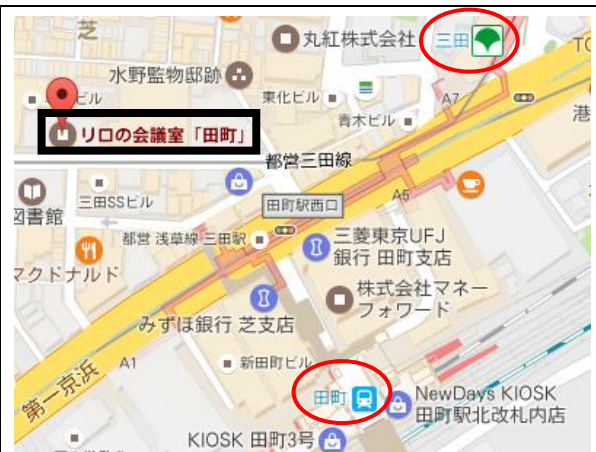 芝
丸紅株式会社
三田
水野監物邸跡
ビル
東化ビル
A7
青木ビル
港
リロの会議室「田町」
都営三田線
三田SSビル
田町駅西口
A6
図書館
都営 浅草線 三田駅
三菱東京UFJ
銀行 田町支店
マクドナルド
株式会社マネー
フォワード
みずほ銀行 芝支店
A1
新田町ビル
第一京浜
田町
NewDays KIOSK
田町駅北改札内店
KIOSK 田町3号